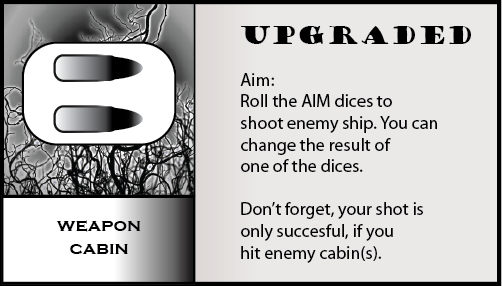 UPGRADED
Aim:
Roll the AIM dices to
shoot enemy ship. You can
change the result of
one of the dices.
Don't forget, your shot is
only succesful, if you
hit enemy cabin(s).
WEAPON
CABIN